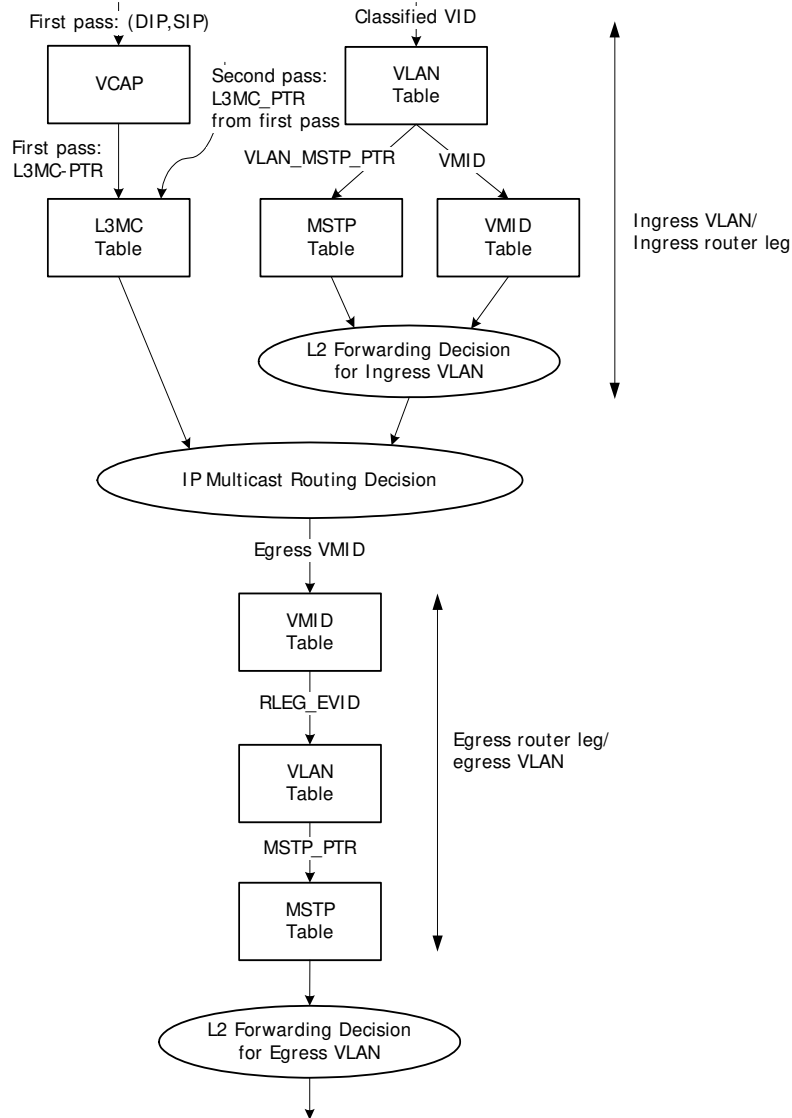 First pass: (DIP,SIP)
Classified VID
VCAP
Second pass:
L3MC_PTR
from first pass
VLAN
Table
First pass:
L3MC-PTR
VLAN_MSTP_PTR
VMID
L3MC
Table
MSTP
Table
VMID
Table
Ingress VLAN/
Ingress router leg
L2 Forwarding Decision
for Ingress VLAN
IP Multicast Routing Decision
Egress VMID
VMID
Table
RLEG_EVID
Egress router leg/
egress VLAN
VLAN
Table
MSTP_PTR
MSTP
Table
L2 Forwarding Decision
for Egress VLAN